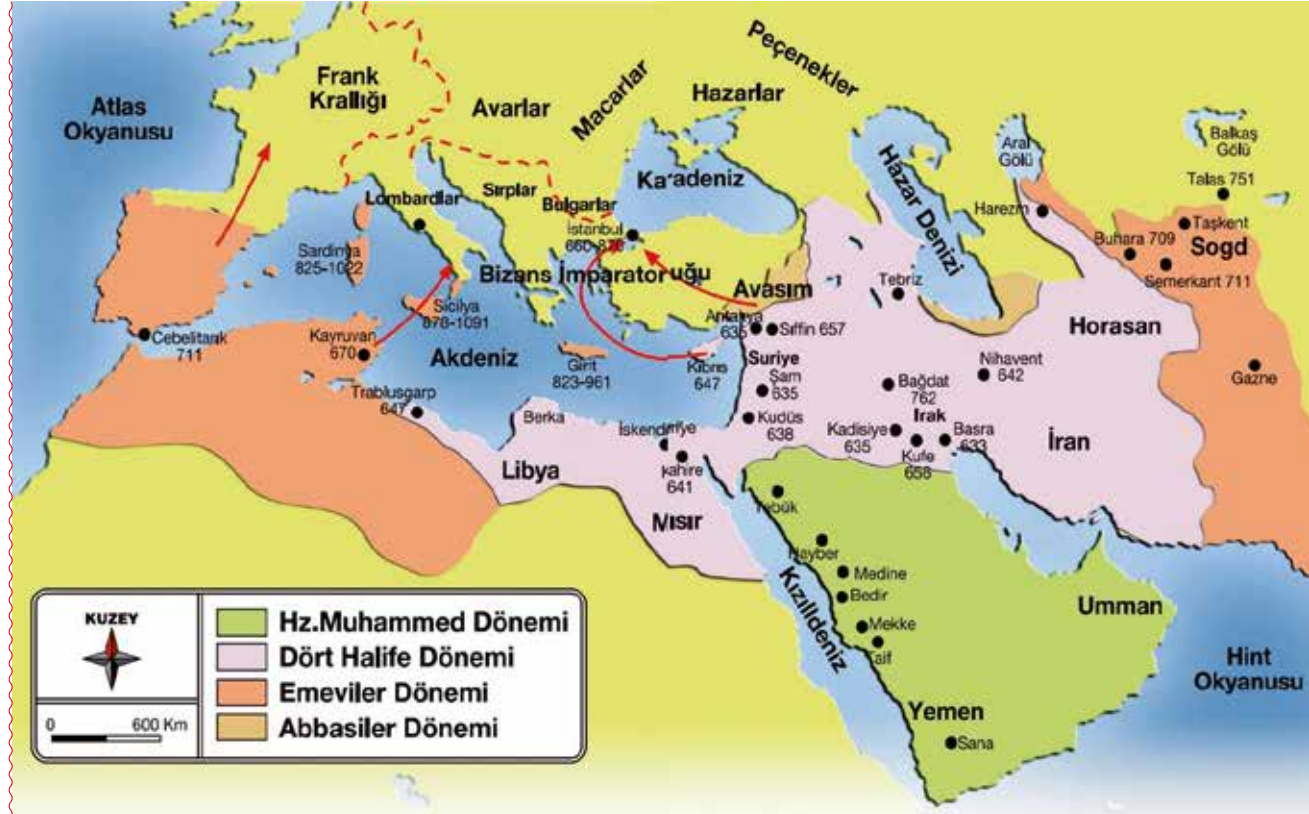 Peçenekler
Frank
Krallığı
Avarlar
Macarlar
Hazarlar
Atlas
Okyanusu
Aral
Gölü
Balkaş
Gölü
Hazar Denizi
Karadeniz
Talas 751
Lombardlar
Sırplar
Bulgarlar
Harezm
Taşkent
İstanbul
Sogd
Buhara 709
Sardinya
825-1022
Bizans İmparatoruğu
Tebriz
Semerkant 711
Avasım
Sicilya
878-1091
Antakya
635
Sıffin 657
Horasan
Cebelitarık
711
Kayruvan
670
Akdeniz
Girit
823-961
Kıbrıs
647
Suriye
Şam
635
Bağdat
762
Nihavent
642
Gazne
Trablusgarp
647
Berka
İskenderiye
Kudüs
638
Kadisiye
635
Irak
Kufe
658
Basra
633
İran
Libya
Kahire
641
Mısır
Tebük
Hayber
Medine
Bedir
Mekke
Taif
Kızılldeniz
Umman
Hint
Okyanusu
Yemen
Sana
KUZEY
0 600 Km
Hz.Muhammed Dönemi
Dört Halife Dönemi
Emeviler Dönemi
Abbasiler Dönemi